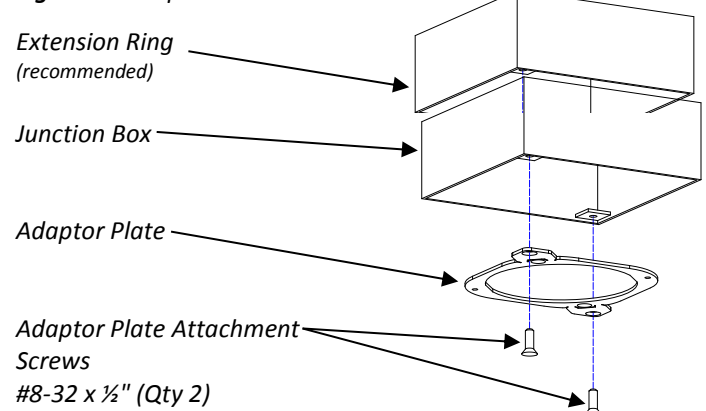 Extension Ring
(recommended)
Junction Box
Adaptor Plate
Adaptor Plate Attachment
Screws
#8-32 x ½" (Qty 2)